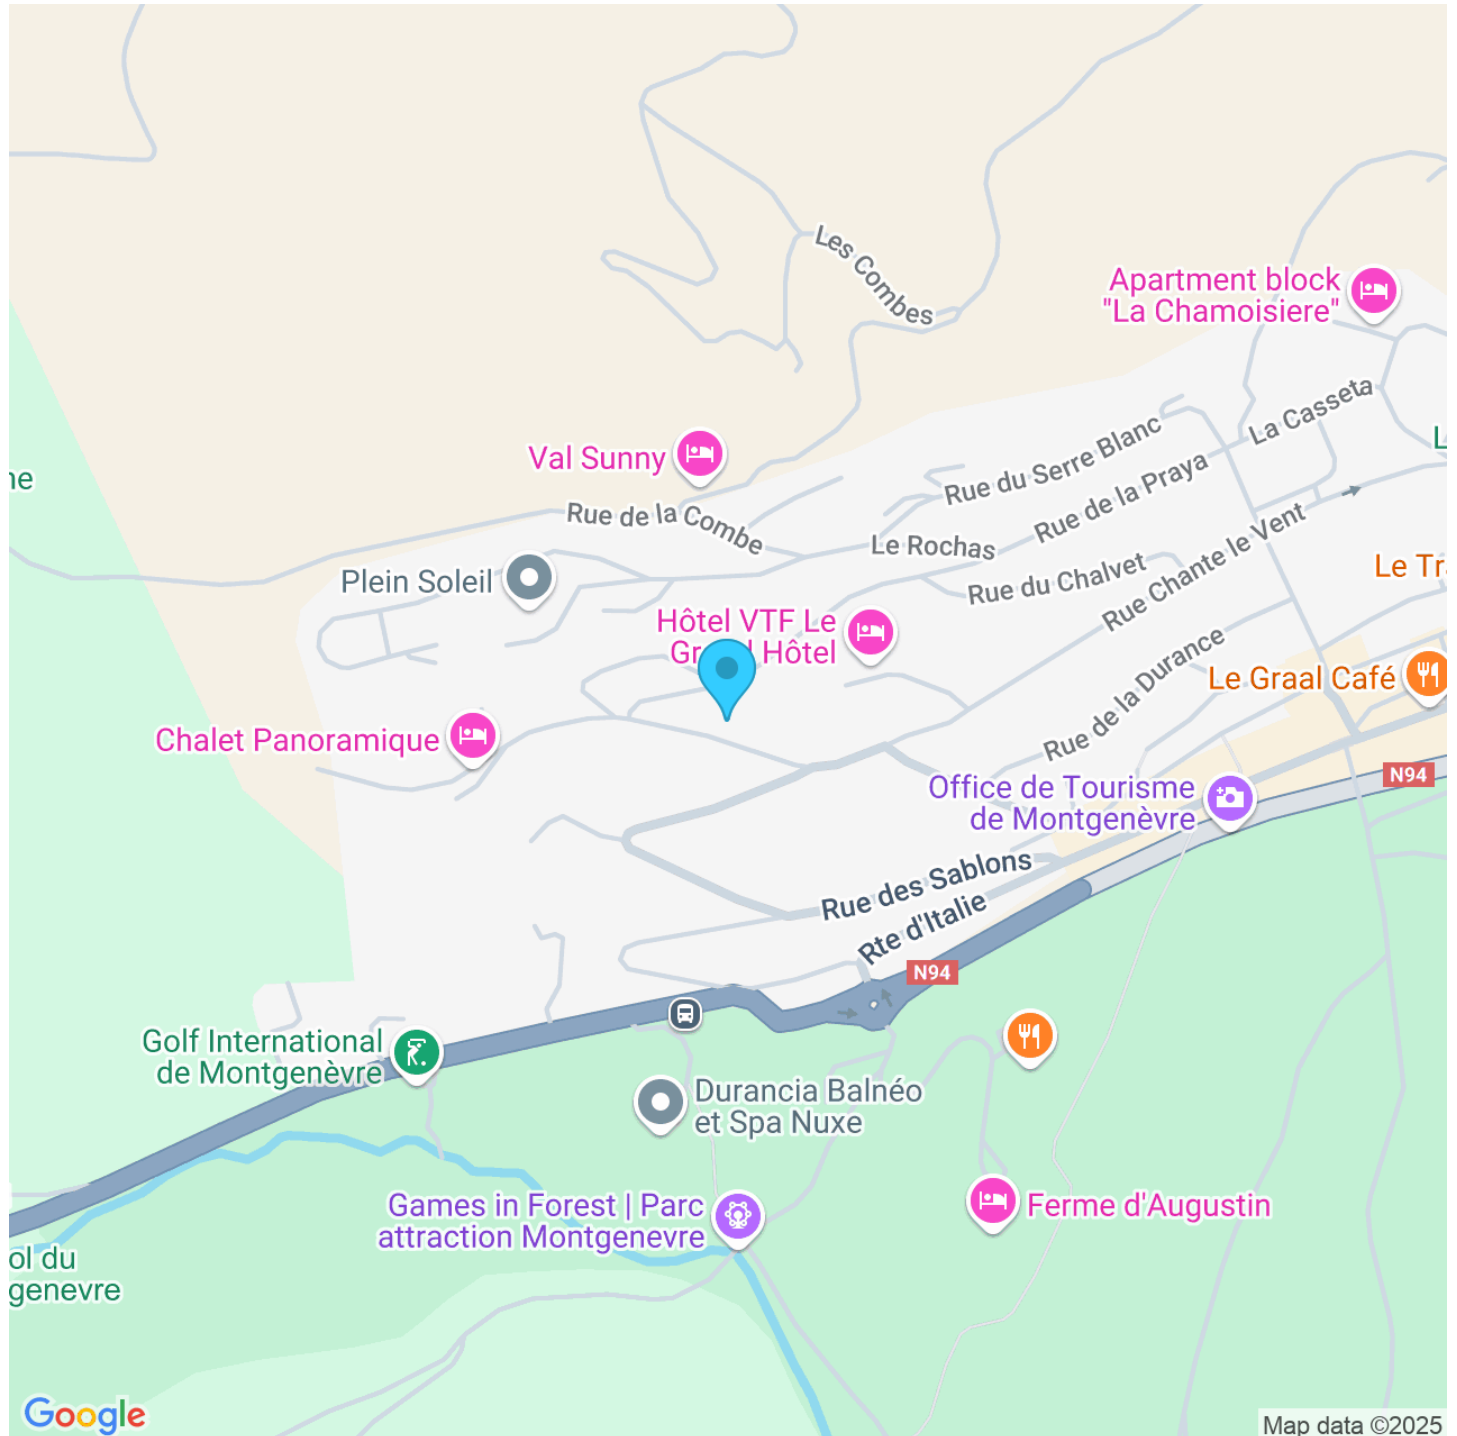 Les Combes
Apartment block
"La Chamoisiere"
La Casseta
Val Sunny
Rue du Serre Blanc
Rue de la Praya
ne
Rue de la Combe
Le Rochas
Rue Chante le Vent
Plein Soleil
Rue du Chalvet
Le Tra
Hôtel VTF Le
Hôtel
Rue de la Durance
Le Graal Café
Chalet Panoramique
N94
Office de Tourisme
de Montgenèvre
Rue des Sablons
Rte d'Italie
N94
Golf International
de Montgenèvre
Durancia Balnéo
et Spa Nuxe
Games in Forest | Parc
attraction Montgenevre
Ferme d'Augustin
ol du
genevre
Google
Map data ©2025